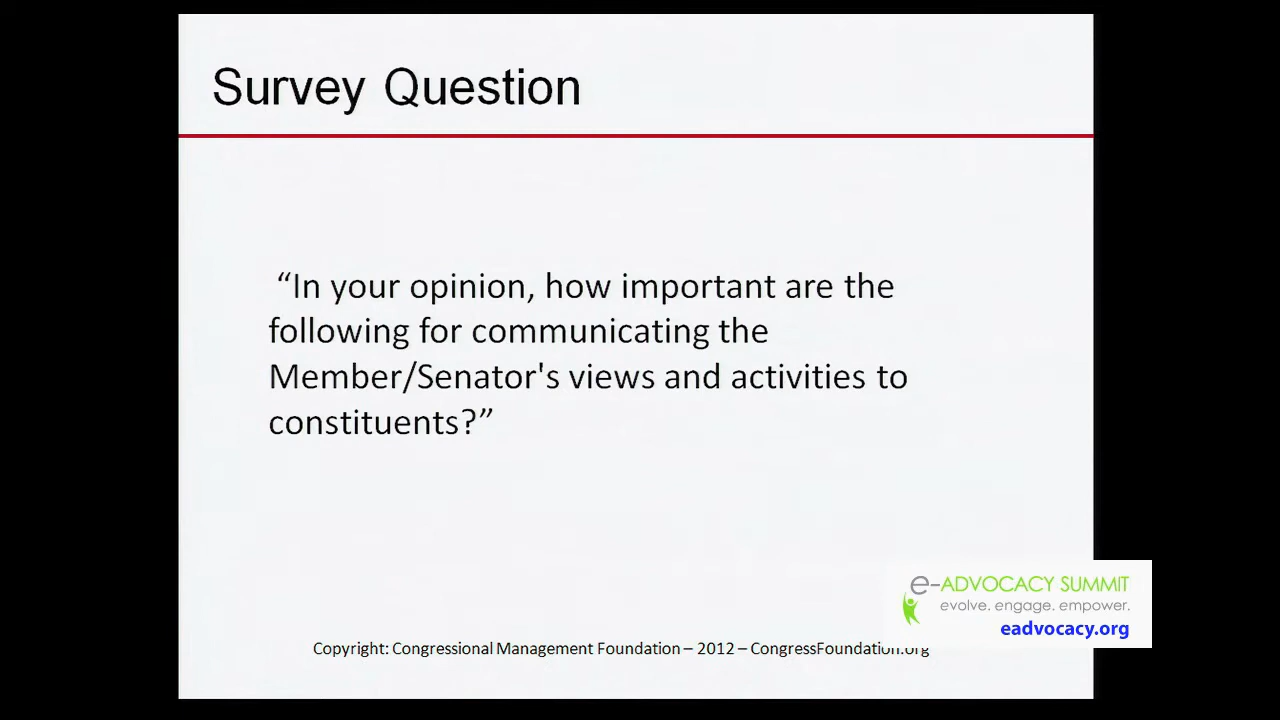 Survey Question
“In your opinion, how important are the
following for communicating the
Member/Senator's views and activities to
constituents?”
e-ADVOCACY SUMMIT
evolve. engage. empower.
eadvocacy.org
Copyright: Congressional Management Foundation – 2012 – CongressFoundation.org